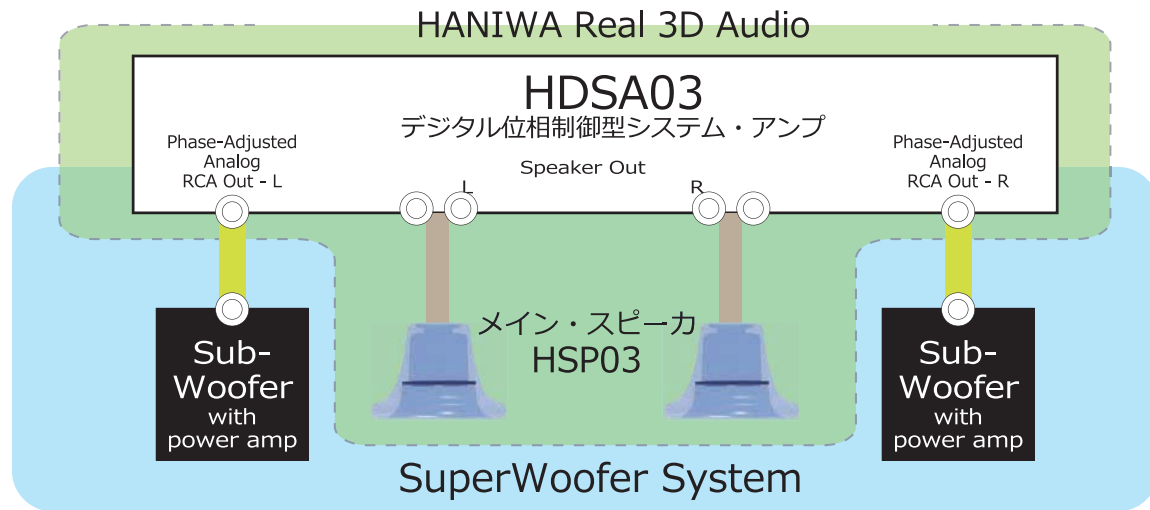 HANIWA Real 3D Audio
HDSA03
デジタル位相制御型システム・アンプ
Phase-Adjusted
Analog
RCA Out - L
Speaker Out
L
R
Phase-Adjusted
Analog
RCA Out - R
メイン・スピーカ
HSP03
Sub-
Woofer
with
power amp
Sub-
Woofer
with
power amp
SuperWoofer System